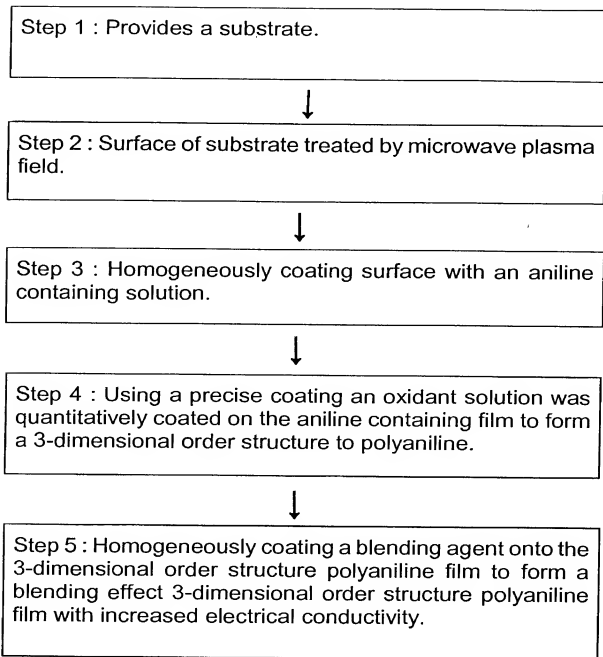 Step 1 : Provides a substrate.
Step 2 : Surface of substrate treated by microwave plasma
field.
Step 3 : Homogeneously coating surface with an aniline
containing solution.
Step 4 : Using a precise coating an oxidant solution was
quantitatively coated on the aniline containing film to form
a 3-dimensional order structure to polyaniline.
Step 5 : Homogeneously coating a blending agent onto the
3-dimensional order structure polyaniline film to form a
blending effect 3-dimensional order structure polyaniline
film with increased electrical conductivity.